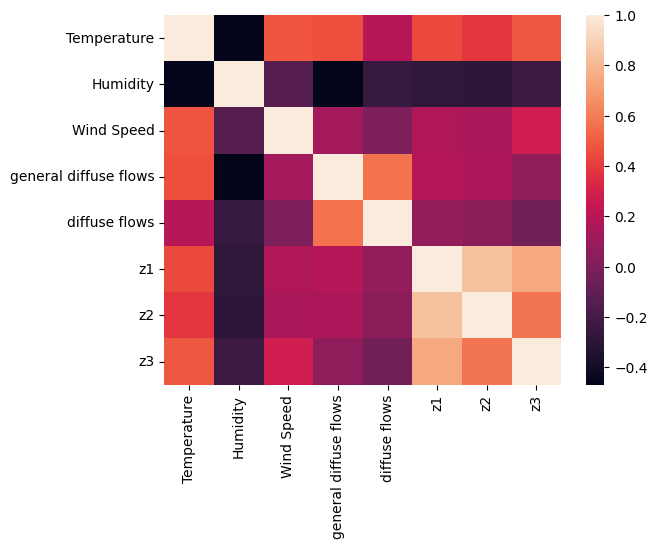 Temperature
Humidity
Wind Speed
general diffuse flows
diffuse flows
z1
z2
z3
Temperature
Humidity
Wind Speed
general diffuse flows
diffuse flows
z1
z2
z3
1.0
0.8
0.6
0.4
0.2
0.0
−0.2
−0.4